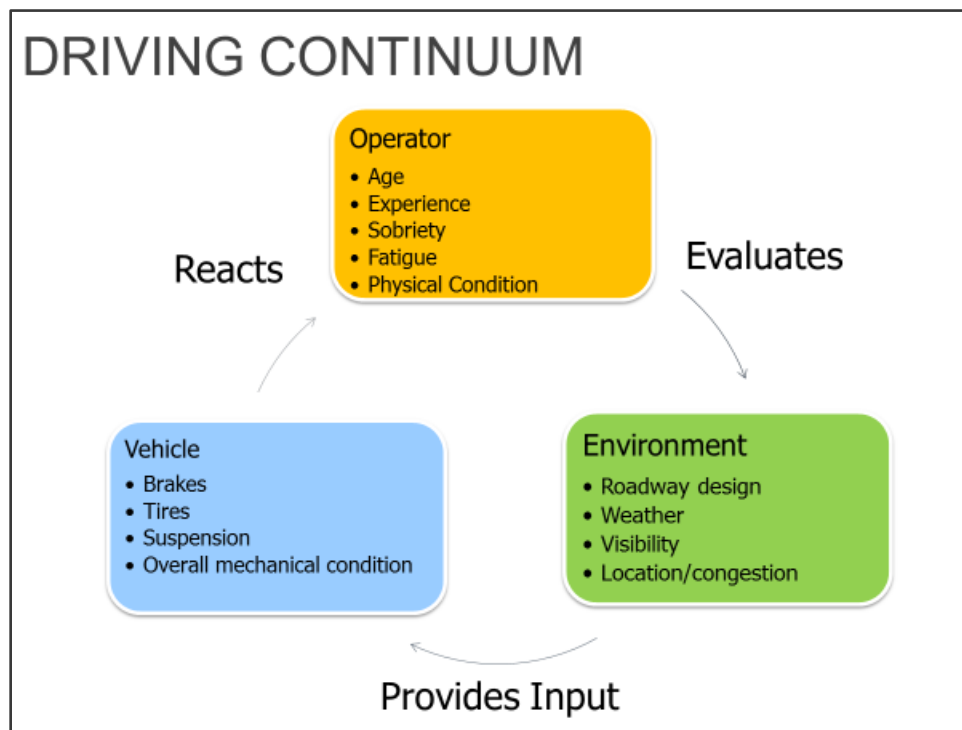 DRIVING CONTINUUM
Operator
• Age
• Experience
• Sobriety
• Fatigue
• Physical Condition
Reacts
Evaluates
Vehicle
• Brakes
• Tires
• Suspension
• Overall mechanical condition
Environment
• Roadway design
• Weather
• Visibility
• Location/congestion
Provides Input